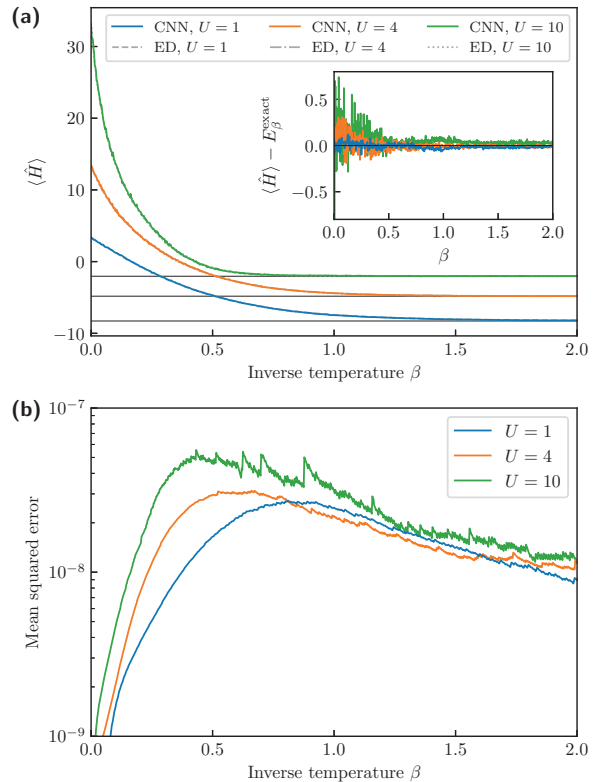 (a)
CNN, U = 1
CNN, U = 4
CNN, U = 10
ED, U = 1
ED, U = 4
ED, U = 10
30
20
10
0
−10
⟨Ĥ⟩
0.0 0.5 1.0 1.5 2.0
Inverse temperature β
0.5
0.0
−0.5
⟨Ĥ⟩ − E_β^exact
0.0 0.5 1.0 1.5 2.0
β
(b)
U = 1
U = 4
U = 10
10⁻⁷
10⁻⁸
10⁻⁹
Mean squared error
0.0 0.5 1.0 1.5 2.0
Inverse temperature β